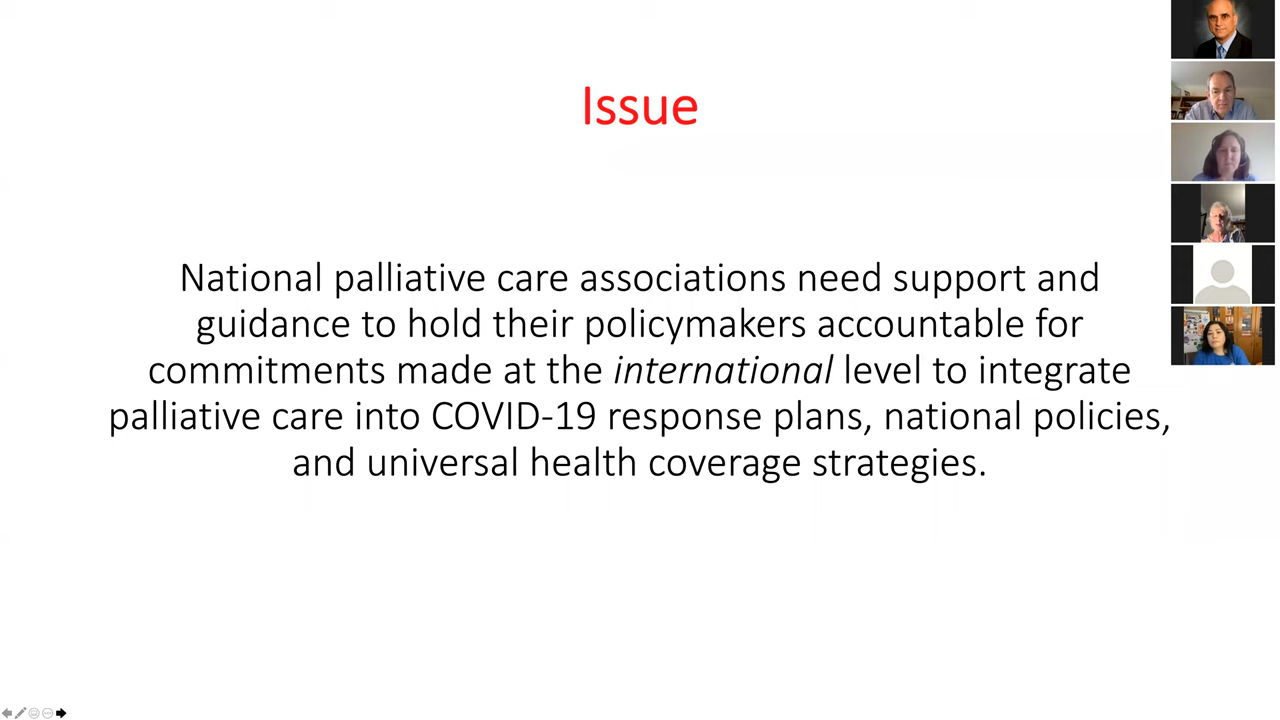 Issue
National palliative care associations need support and
guidance to hold their policymakers accountable for
commitments made at the international level to integrate
palliative care into COVID-19 response plans, national policies,
and universal health coverage strategies.